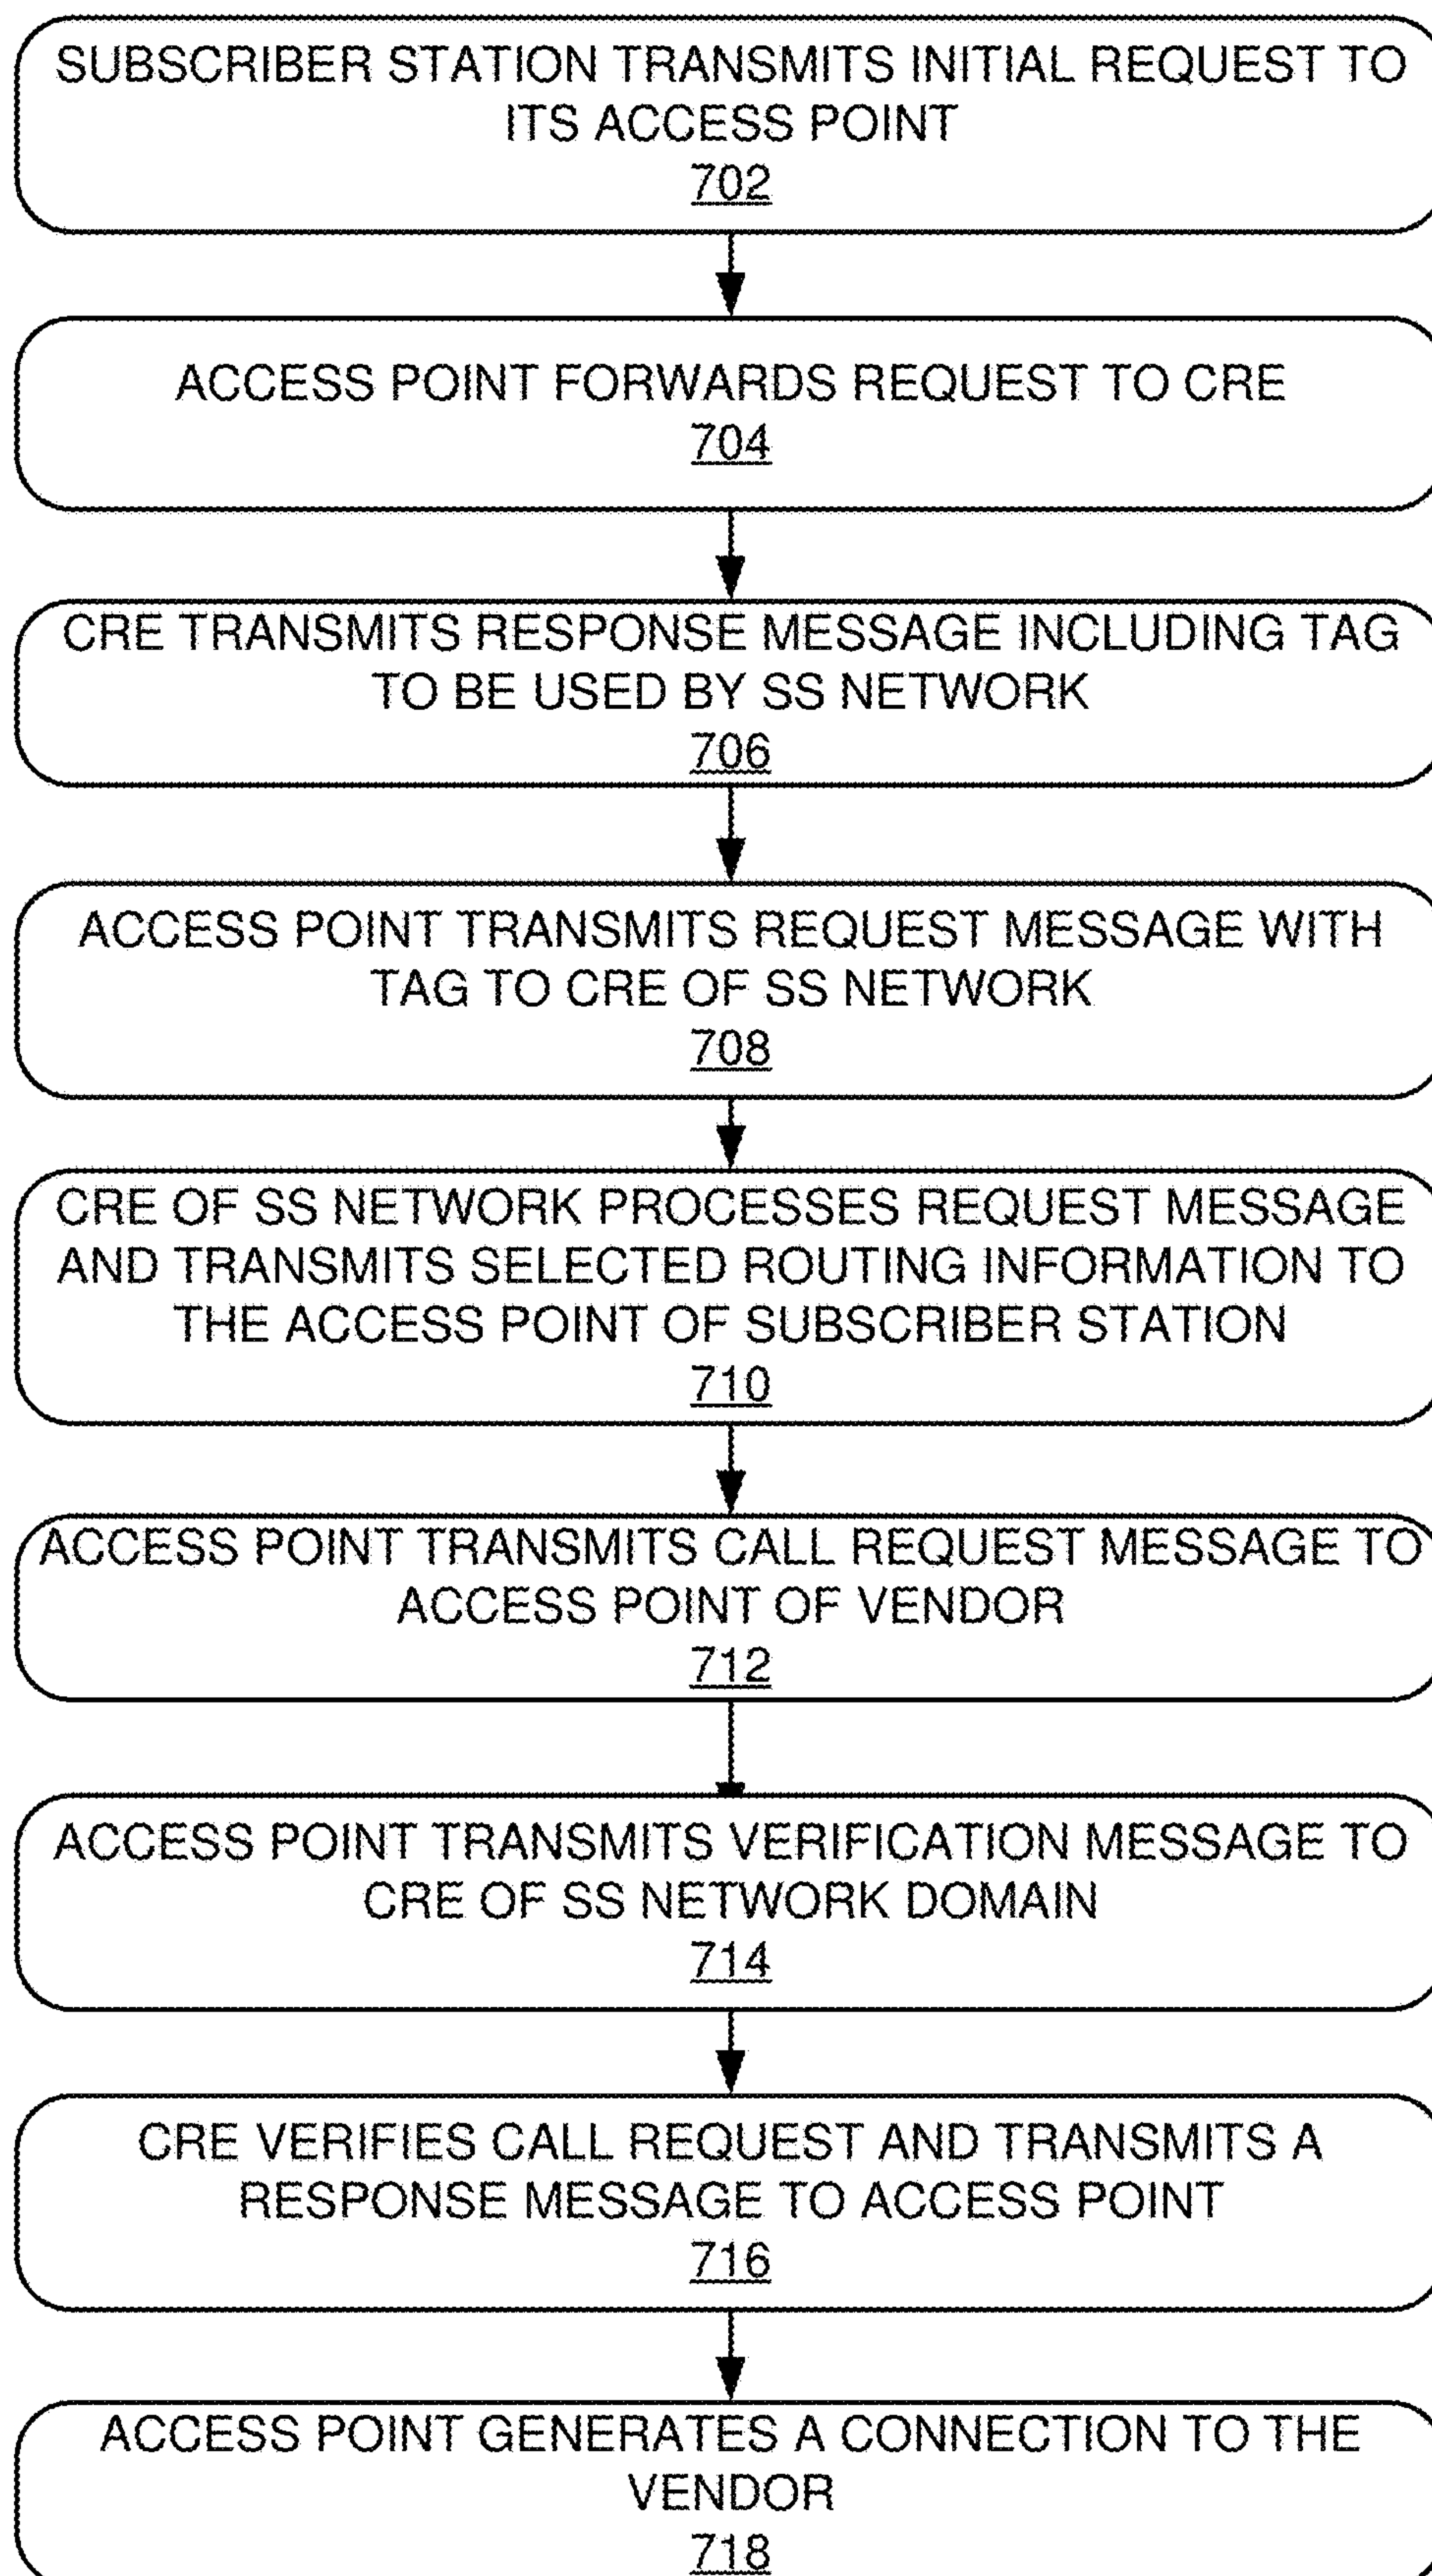 SUBSCRIBER STATION TRANSMITS INITIAL REQUEST TO
ITS ACCESS POINT
702
ACCESS POINT FORWARDS REQUEST TO CRE
704
CRE TRANSMITS RESPONSE MESSAGE INCLUDING TAG
TO BE USED BY SS NETWORK
706
ACCESS POINT TRANSMITS REQUEST MESSAGE WITH
TAG TO CRE OF SS NETWORK
708
CRE OF SS NETWORK PROCESSES REQUEST MESSAGE
AND TRANSMITS SELECTED ROUTING INFORMATION TO
THE ACCESS POINT OF SUBSCRIBER STATION
710
ACCESS POINT TRANSMITS CALL REQUEST MESSAGE TO
ACCESS POINT OF VENDOR
712
ACCESS POINT TRANSMITS VERIFICATION MESSAGE TO
CRE OF SS NETWORK DOMAIN
714
CRE VERIFIES CALL REQUEST AND TRANSMITS A
RESPONSE MESSAGE TO ACCESS POINT
716
ACCESS POINT GENERATES A CONNECTION TO THE
VENDOR
718